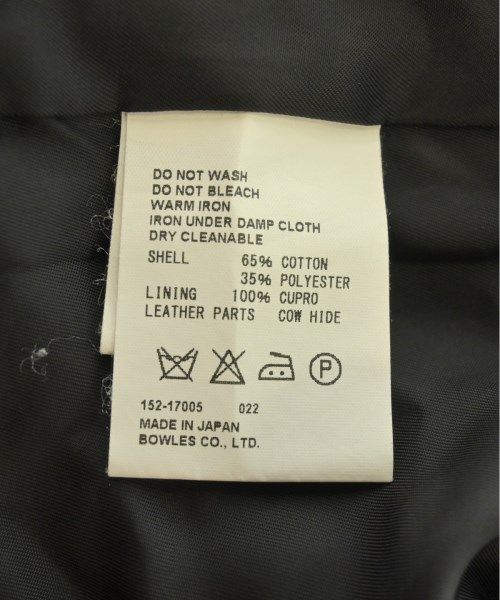 DO NOT WASH
DO NOT BLEACH
WARM IRON
IRON UNDER DAMP CLOTH
DRY CLEANABLE
SHELL 65% COTTON
35% POLYESTER
LINING 100% CUPRO
LEATHER PARTS COW HIDE
P
152-17005 022
MADE IN JAPAN
BOWLES CO., LTD.